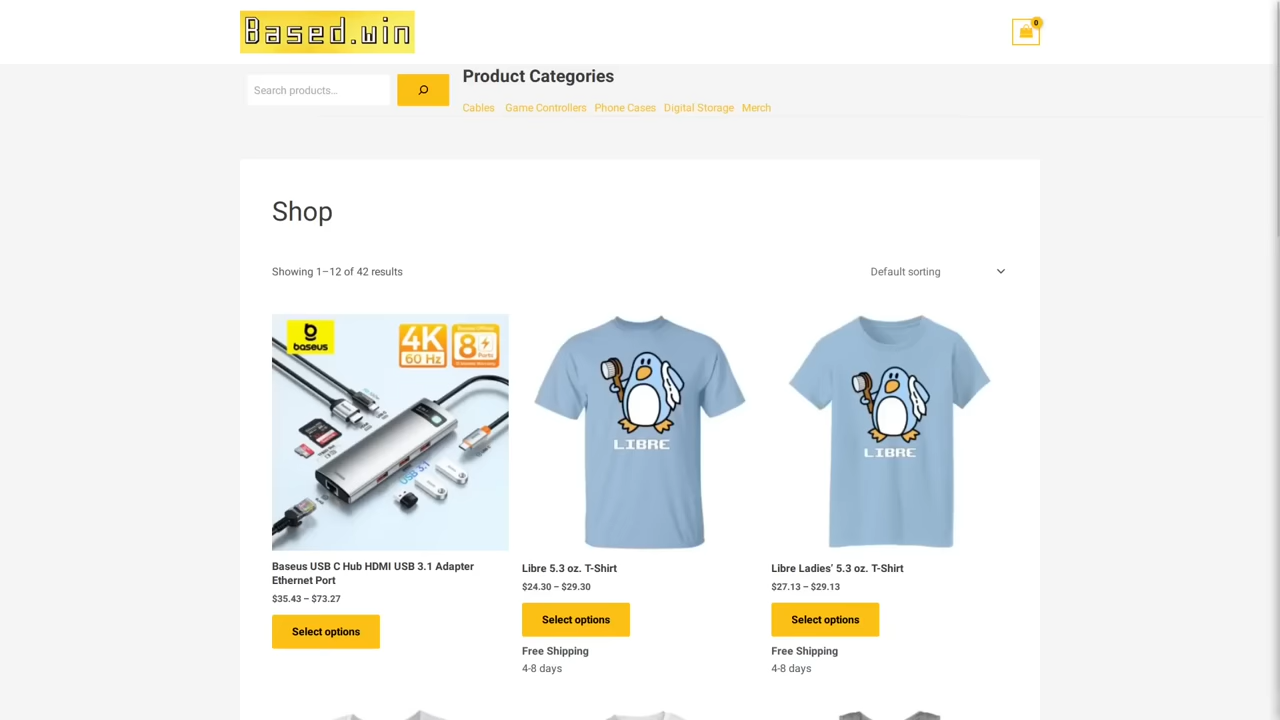 Based.win
0
Search products…
Product Categories
Cables Game Controllers Phone Cases Digital Storage Merch
Shop
Showing 1–12 of 42 results
Default sorting
baseus
4K
60 Hz
8
Ports
USB 3.1
LIBRE
LIBRE
Baseus USB C Hub HDMI USB 3.1 Adapter
Ethernet Port
$35.43 – $73.27
Select options
Libre 5.3 oz. T-Shirt
$24.30 – $29.30
Select options
Free Shipping
4-8 days
Libre Ladies’ 5.3 oz. T-Shirt
$27.13 – $29.13
Select options
Free Shipping
4-8 days